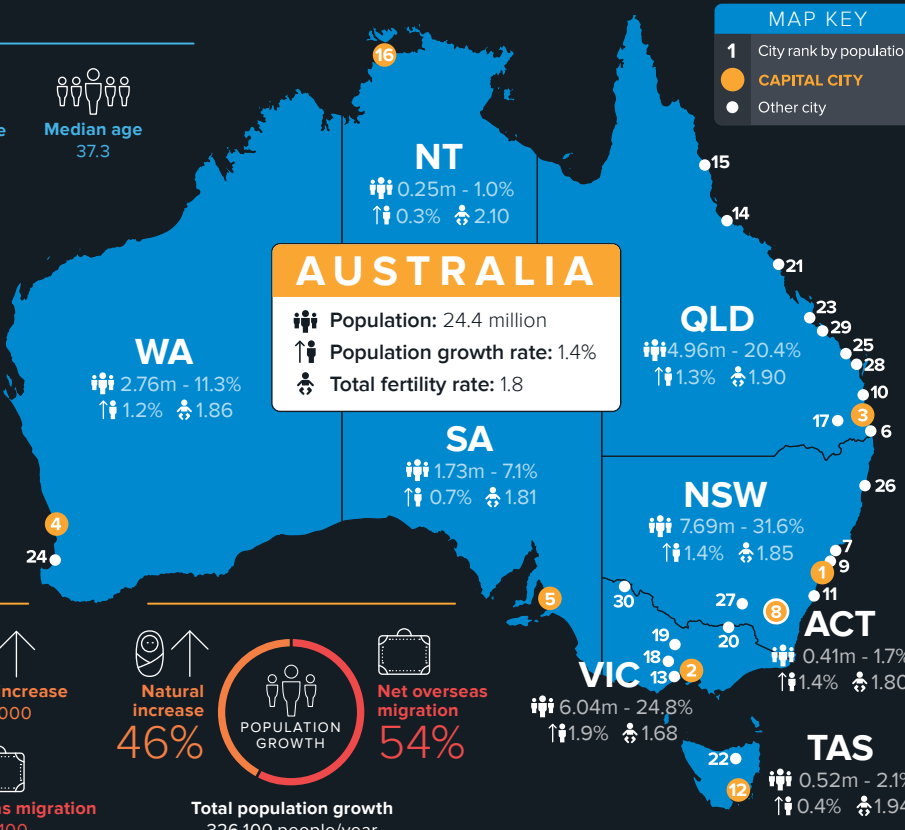 MAP KEY
1 City rank by populatio
CAPITAL CITY
Other city
e
Median age
37.3
16
NT
0.25m - 1.0%
0.3% 2.10
15
14
21
23
29
25
28
10
17
3
6
26
AUSTRALIA
Population: 24.4 million
Population growth rate: 1.4%
Total fertility rate: 1.8
QLD
4.96m - 20.4%
1.3% 1.90
WA
2.76m - 11.3%
1.2% 1.86
SA
1.73m - 7.1%
0.7% 1.81
NSW
7.69m - 31.6%
1.4% 1.85
4
24
5
7
9
1
11
30
27
8
20
19
18
13
2
ACT
0.41m - 1.7%
1.4% 1.80
VIC
6.04m - 24.8%
1.9% 1.68
22
12
TAS
0.52m - 2.1%
0.4% 1.94
increase
000
Natural
increase
46%
POPULATION
GROWTH
Net overseas
migration
54%
s migration
100
Total population growth
326,100 people/year